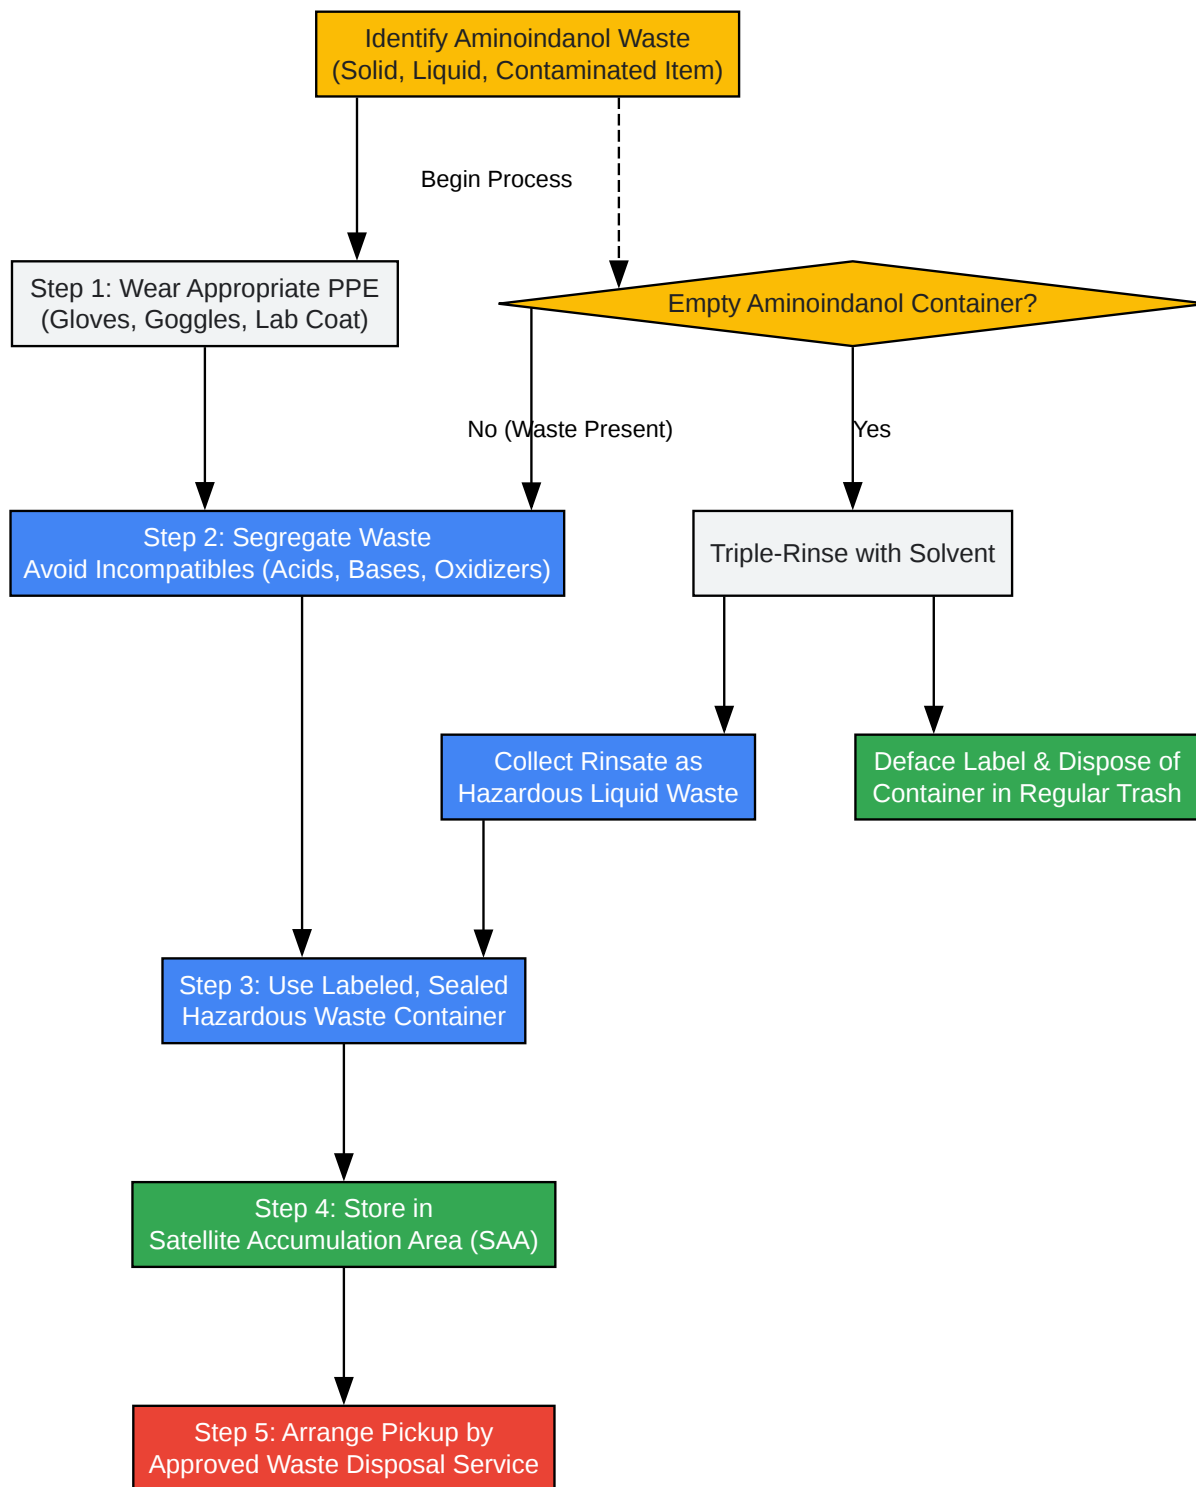 Identify Aminoindanol Waste
(Solid, Liquid, Contaminated Item)
Begin Process
Step 1: Wear Appropriate PPE
(Gloves, Goggles, Lab Coat)
Empty Aminoindanol Container?
No (Waste Present)
Yes
Step 2: Segregate Waste
Avoid Incompatibles (Acids, Bases, Oxidizers)
Triple-Rinse with Solvent
Collect Rinsate as
Hazardous Liquid Waste
Deface Label & Dispose of
Container in Regular Trash
Step 3: Use Labeled, Sealed
Hazardous Waste Container
Step 4: Store in
Satellite Accumulation Area (SAA)
Step 5: Arrange Pickup by
Approved Waste Disposal Service